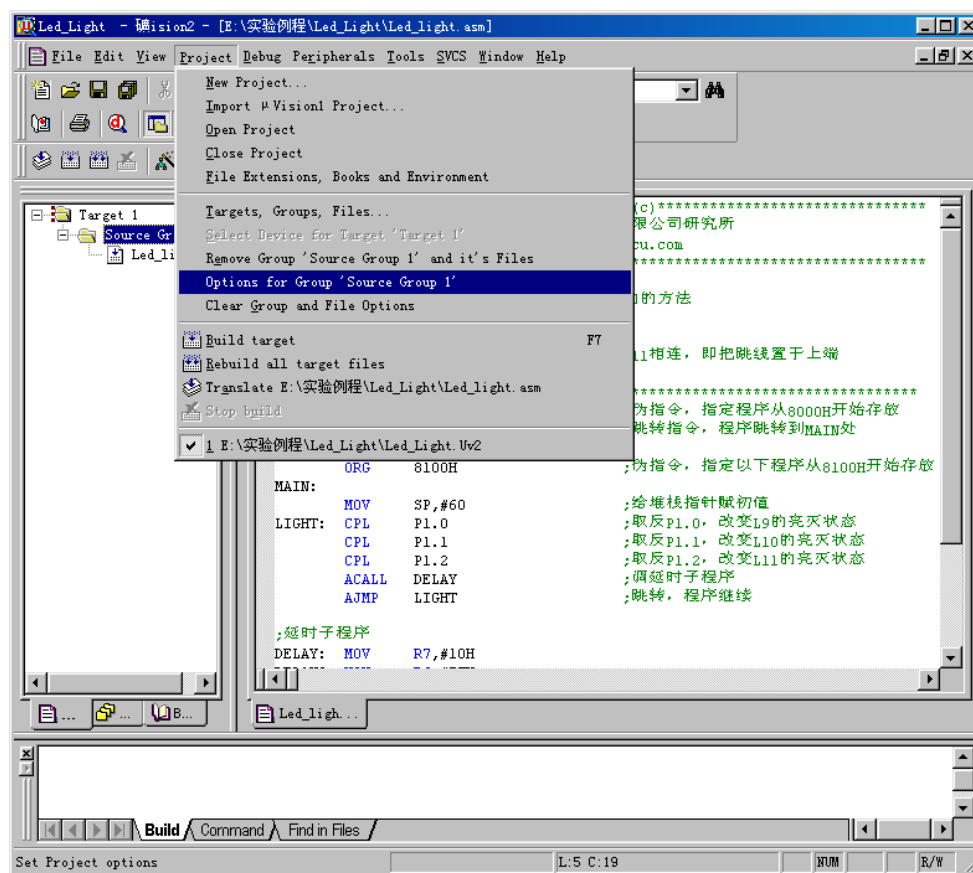 Led_Light - 礦ision2 - [E:\实验例程\Led_Light\Led_light.asm]
File Edit View Project Debug Peripherals Tools SVCS Window Help
New Project...
Import μVision1 Project...
Open Project
Close Project
File Extensions, Books and Environment
Targets, Groups, Files...
Select Device for Target 'Target 1'
Remove Group 'Source Group 1' and it's Files
Options for Group 'Source Group 1'
Clear Group and File Options
Build target F7
Rebuild all target files
Translate E:\实验例程\Led_Light\Led_light.asm
Stop build
1 E:\实验例程\Led_Light\Led_Light.Uv2
Target 1
Source Gr
Led_li
(c)*******************************
限公司研究所
cu.com
*********************************
的方法
11相连，即把跳线置于上端
********************************
伪指令，指定程序从8000H开始存放
跳转指令，程序跳转到MAIN处
ORG 8100H ;伪指令，指定以下程序从8100H开始存放
MAIN:
MOV SP,#60 ;给堆栈指针赋初值
LIGHT: CPL P1.0 ;取反P1.0，改变L9的亮灭状态
CPL P1.1 ;取反P1.1，改变L10的亮灭状态
CPL P1.2 ;取反P1.2，改变L11的亮灭状态
ACALL DELAY ;调延时子程序
AJMP LIGHT ;跳转，程序继续
;延时子程序
DELAY: MOV R7,#10H
... ... B...
Led_ligh...
Build Command Find in Files
Set Project options L:5 C:19 NUM R/W